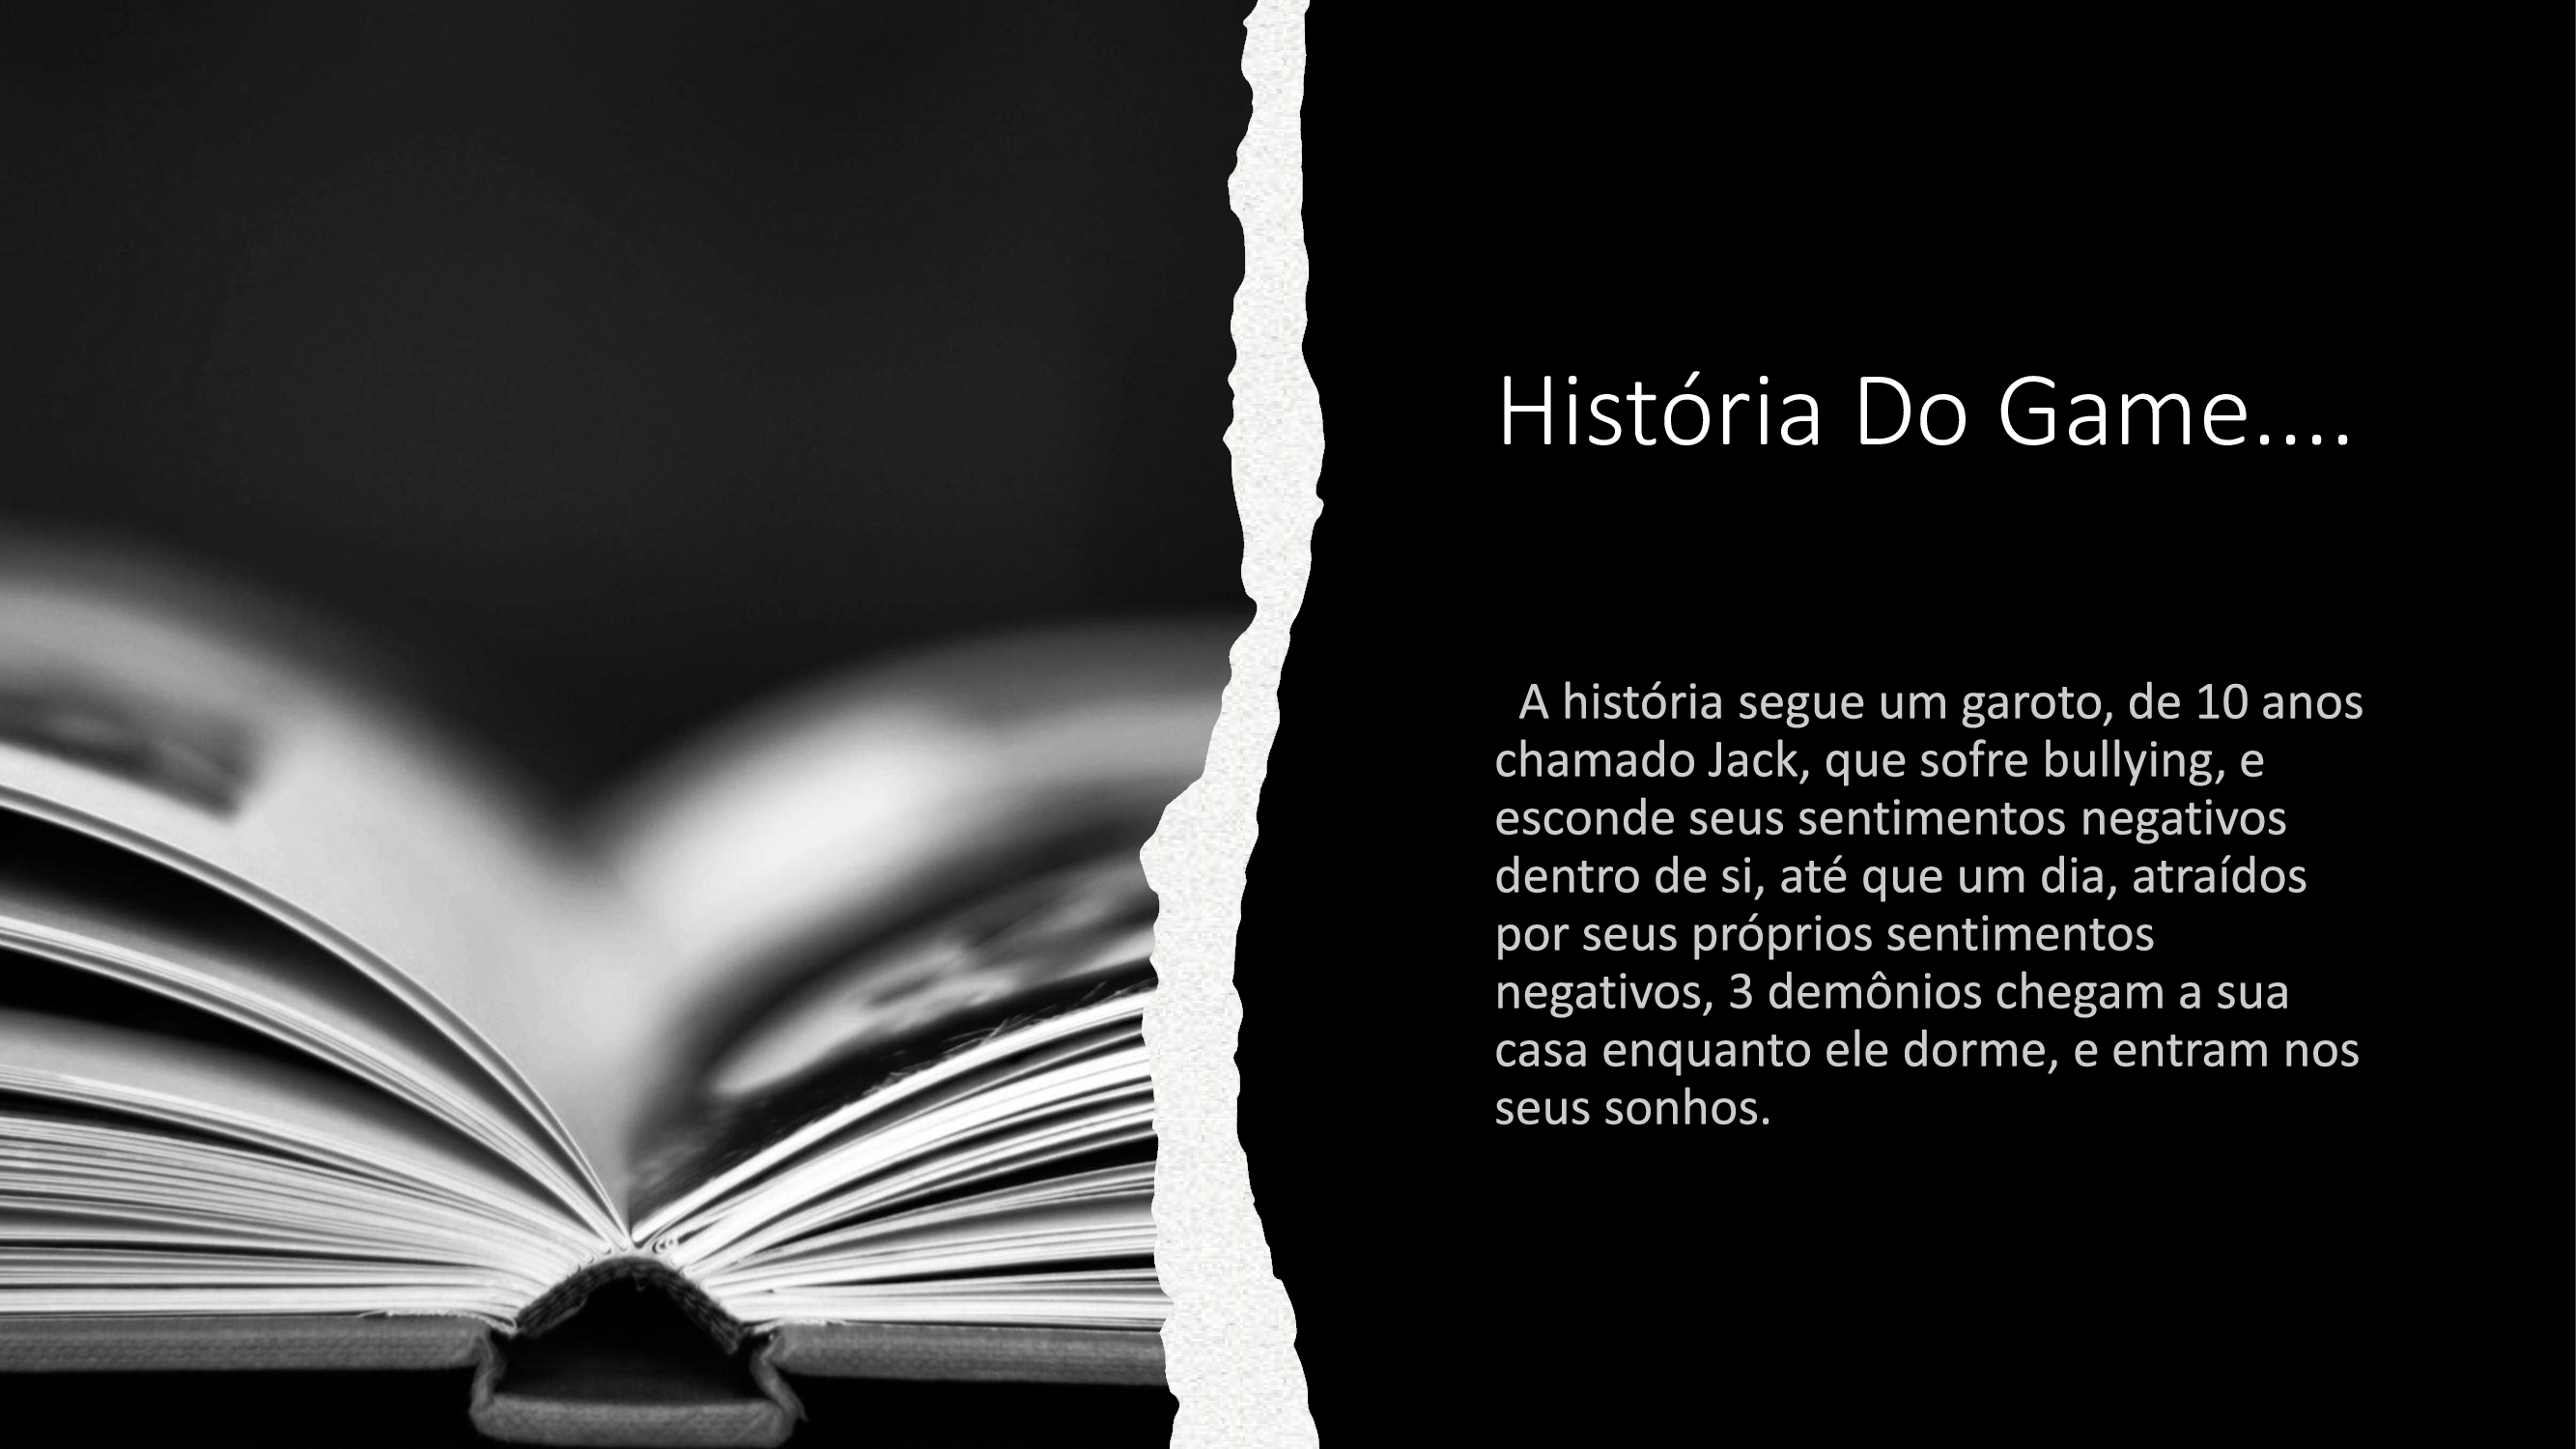 História Do Game....
A história segue um garoto, de 10 anos
chamado Jack, que sofre bullying, e
esconde seus sentimentos negativos
dentro de si, até que um dia, atraídos
por seus próprios sentimentos
negativos, 3 demônios chegam a sua
casa enquanto ele dorme, e entram nos
seus sonhos.